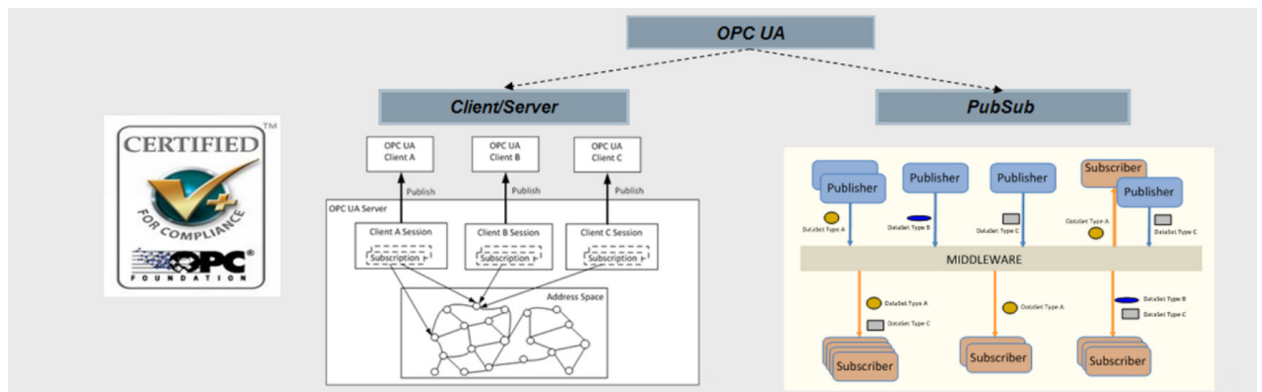 OPC UA
Client/Server
PubSub
CERTIFIED
TM
FOR COMPLIANCE
OPC®
FOUNDATION
OPC UA
Client A
OPC UA
Client B
OPC UA
Client C
Publish
Publish
Publish
OPC UA Server
Client A Session
Client B Session
Client C Session
Subscription
Subscription
Subscription
Address Space
Publisher
Publisher
Publisher
Subscriber
Publisher
DataSet Type A
DataSet Type B
DataSet Type C
DataSet Type A
DataSet Type C
MIDDLEWARE
DataSet Type A
DataSet Type C
DataSet Type A
DataSet Type B
DataSet Type C
Subscriber
Subscriber
Subscriber